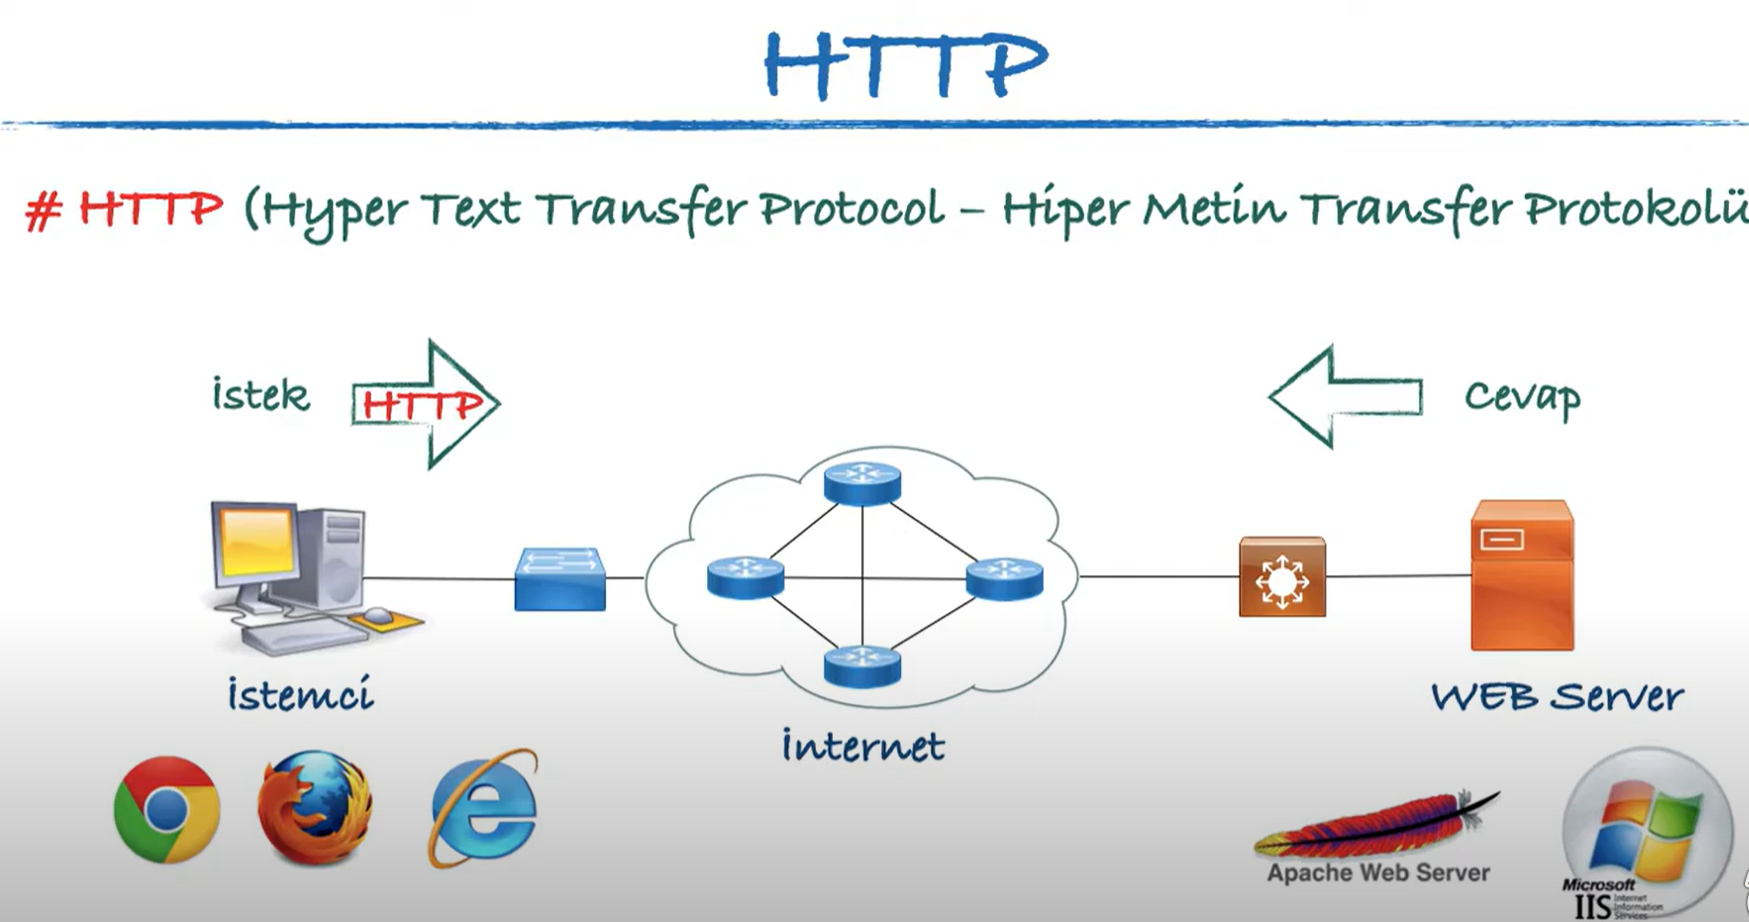 HTTP
# HTTP (Hyper Text Transfer Protocol – Hiper Metin Transfer Protokolü
istek
HTTP
Cevap
istemci
internet
WEB Server
Apache Web Server
Microsoft
IIS Internet Information Services